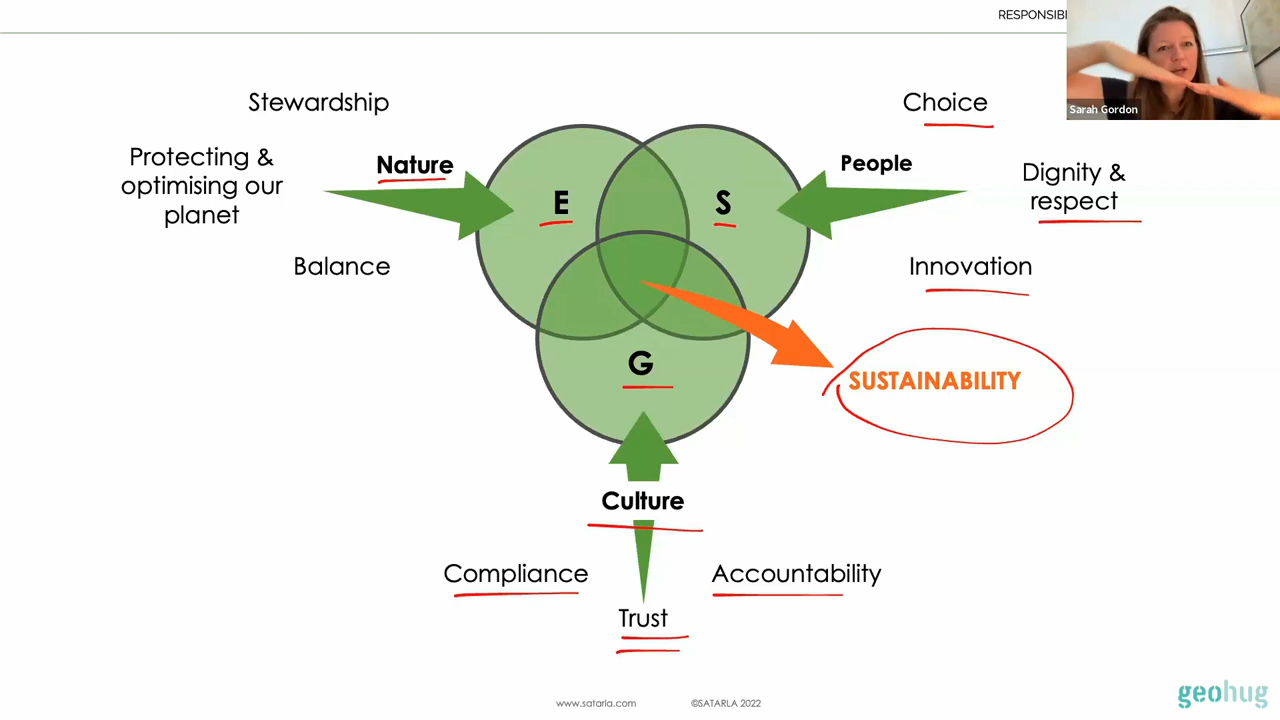 RESPONSIB
Sarah Gordon
Stewardship
Choice
Protecting &
optimising our
planet
Nature
People
Dignity &
respect
E
S
Balance
Innovation
G
SUSTAINABILITY
Culture
Compliance
Accountability
Trust
www.satarla.com
©SATARLA 2022
geohug